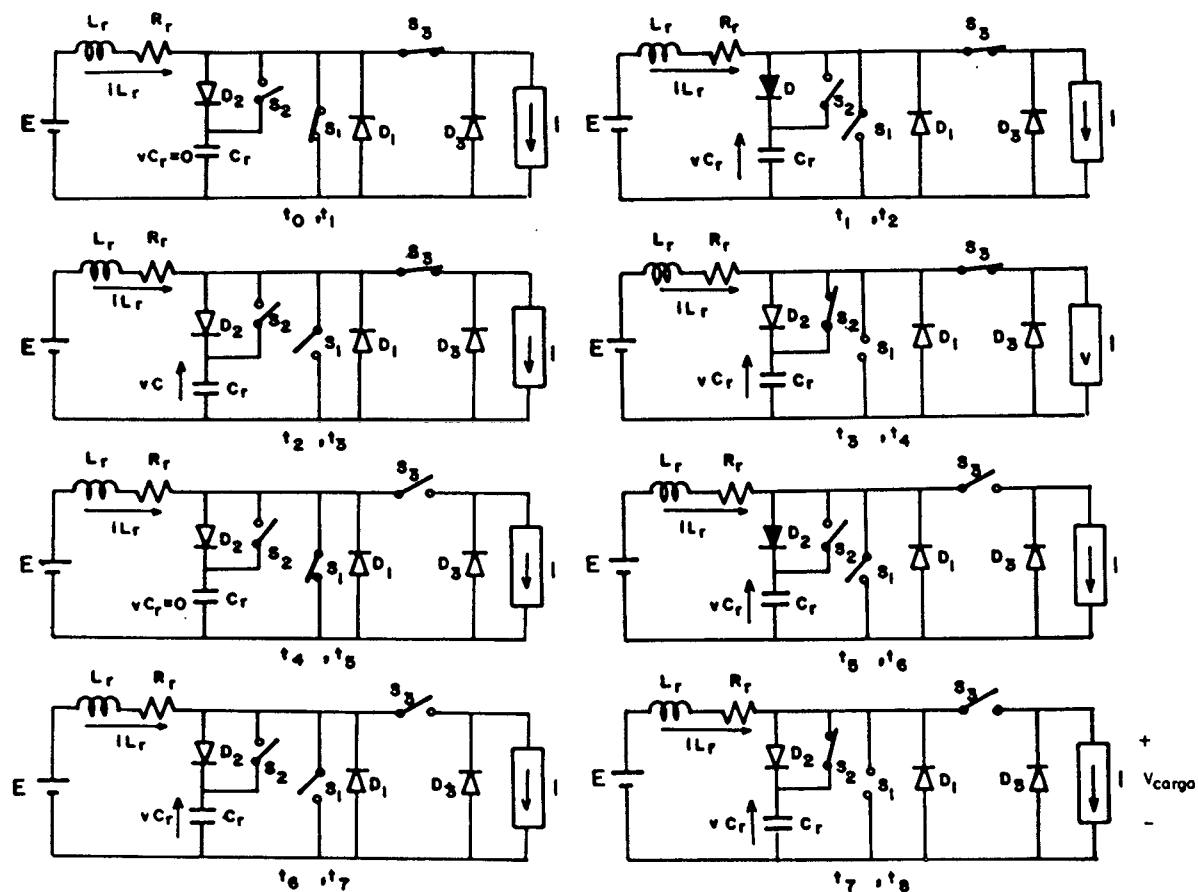 Lr Rr S3
iLr
E D2 S2 S1 D1 D3 I
vCr=0 Cr
t0 , t1
Lr Rr S3
iLr
E D S2 S1 D1 D3 I
vCr Cr
t1 , t2
Lr Rr S3
iLr
E D2 S2 S1 D1 D3 I
vC Cr
t2 , t3
Lr Rr S3
iLr
E D2 S2 S1 D1 D3 v I
vCr Cr
t3 , t4
Lr Rr S3
iLr
E D2 S2 S1 D1 D3 I
vCr=0 Cr
t4 , t5
Lr Rr S3
iLr
E D2 S2 S1 D1 D3 I
vCr Cr
t5 , t6
Lr Rr S3
iLr
E D2 S2 S1 D1 D3 I
vCr Cr
t6 , t7
Lr Rr S3
iLr
+
E D2 S2 S1 D1 D3 I Vcarga
vCr Cr
-
t7 , t8